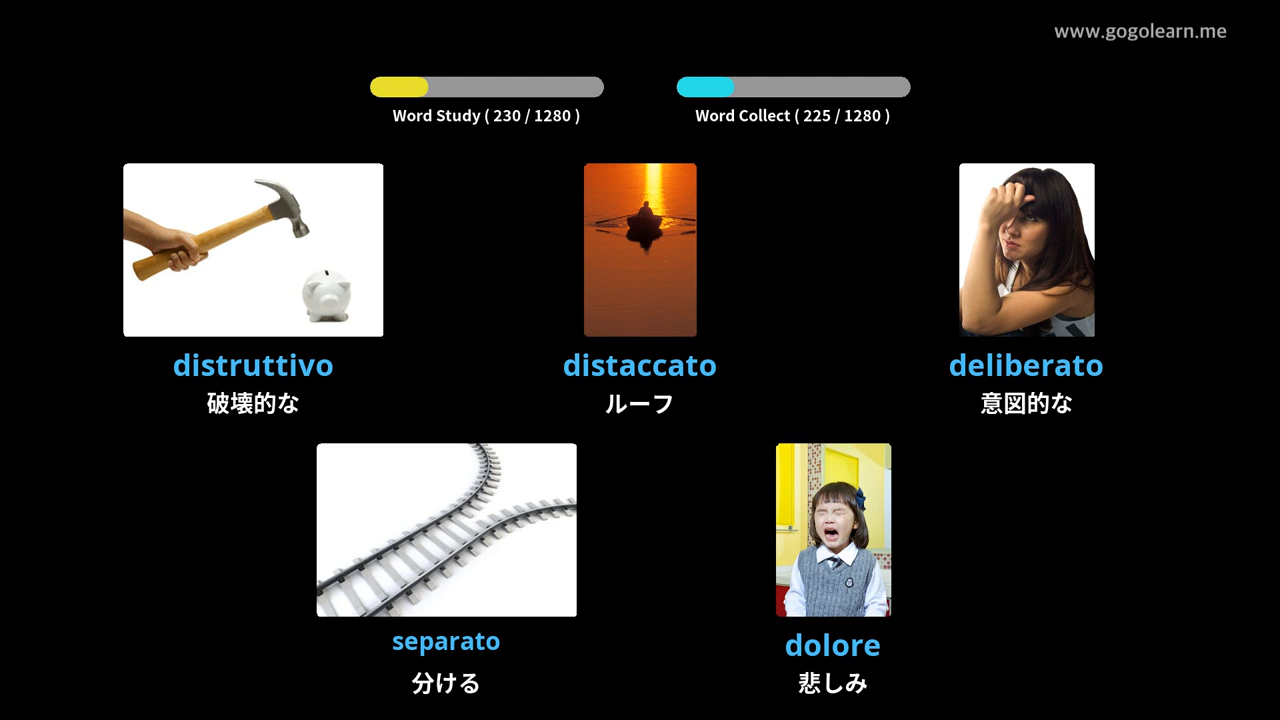 www.gogolearn.me
Word Study ( 230 / 1280 )
Word Collect ( 225 / 1280 )
distruttivo
破壊的な
distaccato
ルーフ
deliberato
意図的な
separato
分ける
dolore
悲しみ